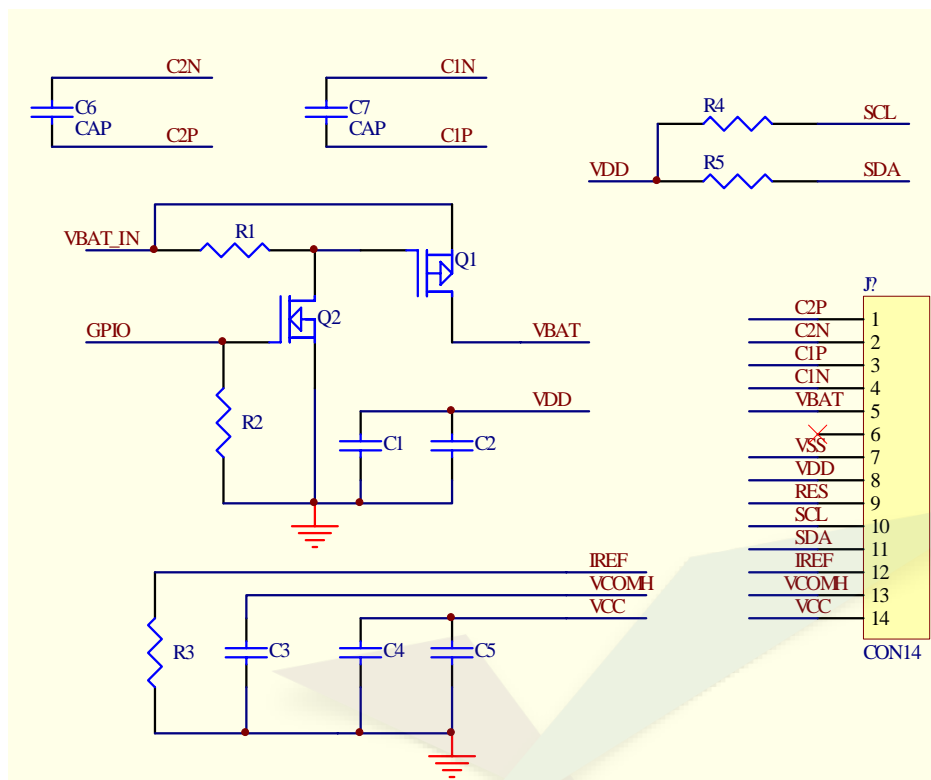 C2N
C6
CAP
C2P
C1N
C7
CAP
C1P
R4
SCL
VDD
R5
SDA
VBAT_IN
R1
Q1
Q2
GPIO
VBAT
R2
VDD
C1
C2
J?
C2P 1
C2N 2
C1P 3
C1N 4
VBAT 5
6
VSS 7
VDD 8
RES 9
SCL 10
SDA 11
IREF 12
VCOMH 13
VCC 14
CON14
IREF
VCOMH
VCC
R3
C3
C4
C5